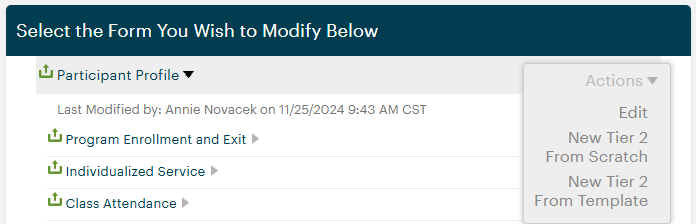 Select the Form You Wish to Modify Below
Participant Profile
Actions
Last Modified by: Annie Novacek on 11/25/2024 9:43 AM CST
Edit
Program Enrollment and Exit
New Tier 2
From Scratch
Individualized Service
New Tier 2
From Template
Class Attendance